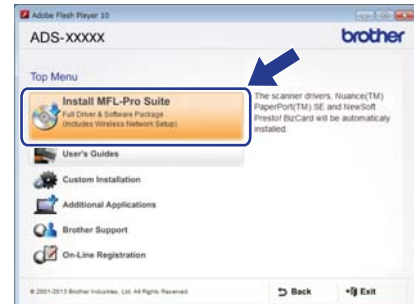 Adobe Flash Player 10
ADS-XXXXX
brother
Top Menu
Install MFL-Pro Suite
Full Driver & Software Package
(Includes Wireless Network Setup)
The scanner drivers, Nuance(TM)
PaperPort(TM) SE and NewSoft
Presto! BizCard will be automaticaly
installed.
User's Guides
Custom Installation
Additional Applications
Brother Support
On-Line Registration
© 2001-2013 Brother Industries, Ltd. All Rights Reserved.
Back
Exit